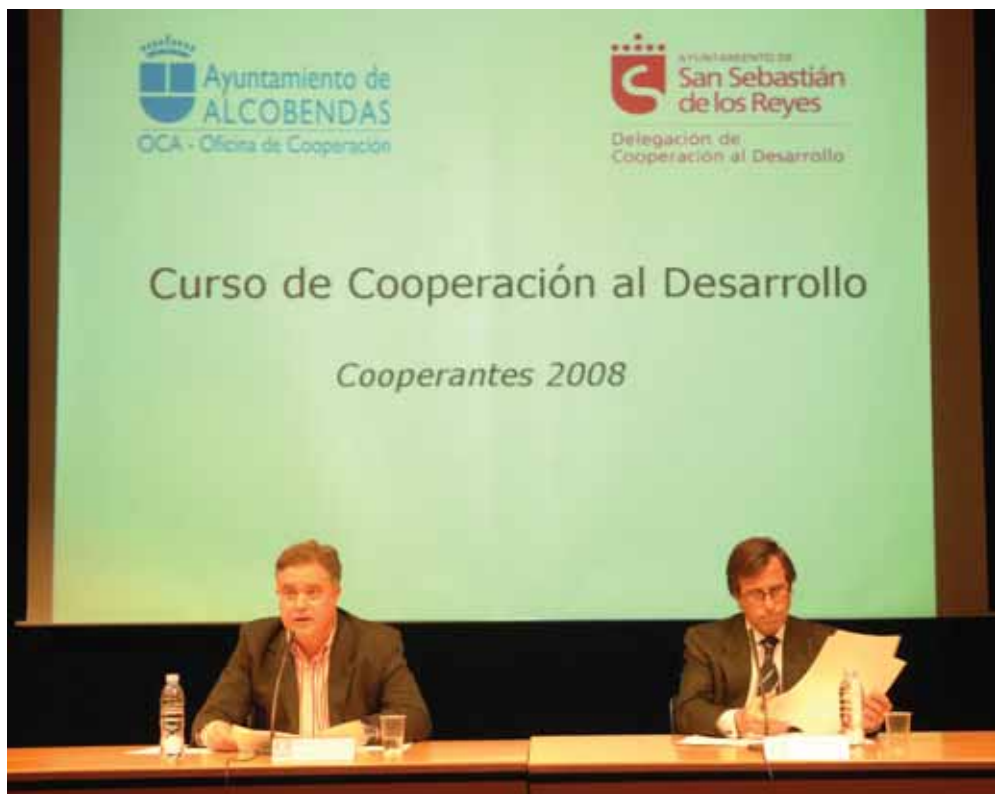 Ayuntamiento de
ALCOBENDAS
OCA - Oficina de Cooperación
AYUNTAMIENTO DE
San Sebastián
de los Reyes
Delegación de
Cooperación al Desarrollo
Curso de Cooperación al Desarrollo
Cooperantes 2008